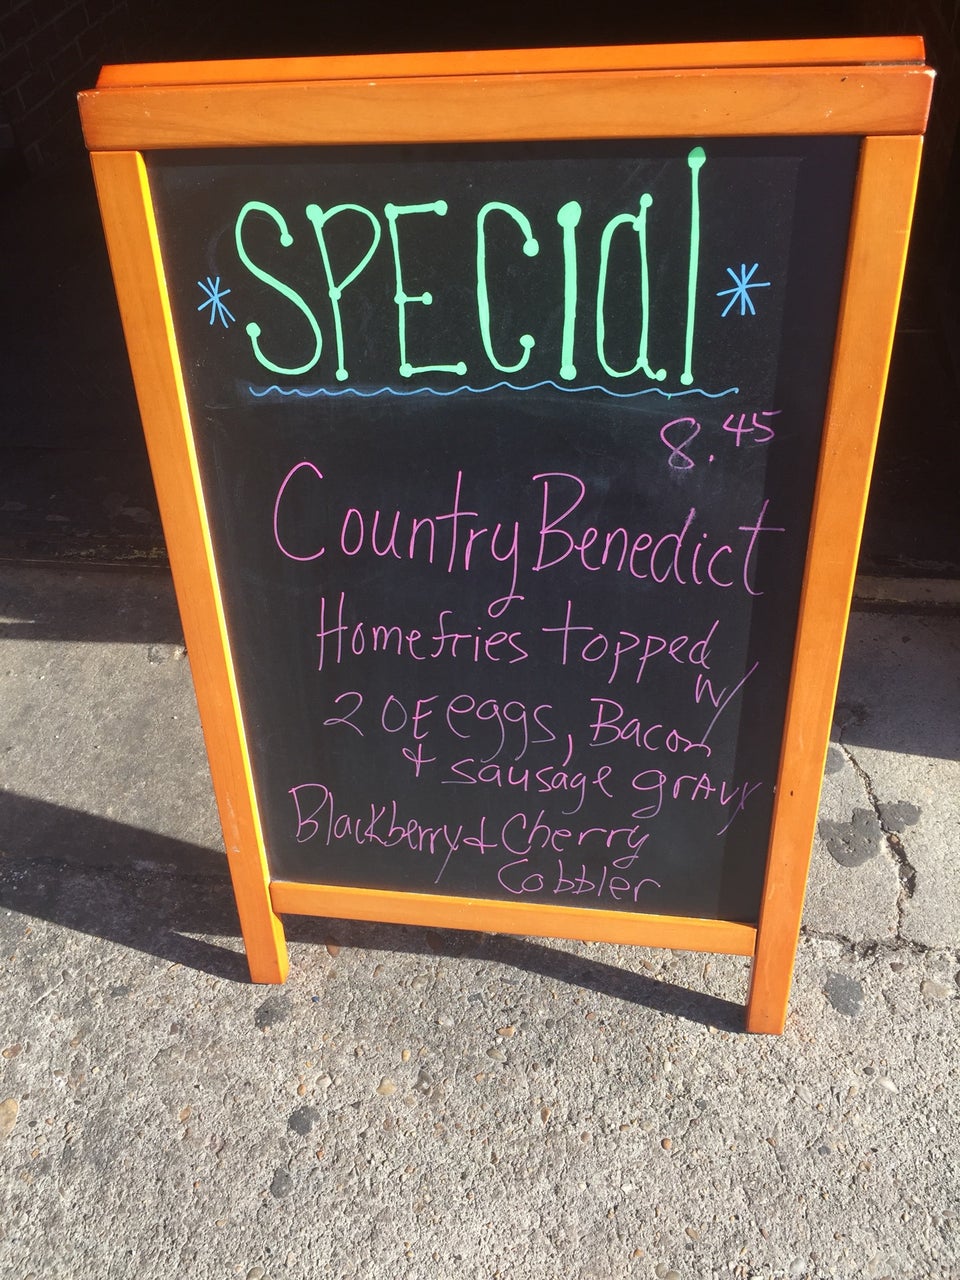 * SPECIal *
8.45
Country Benedict
Homefries topped
w/
2 OE eggs, Bacon
+ sausage gravy
Blackberry + Cherry
Cobbler